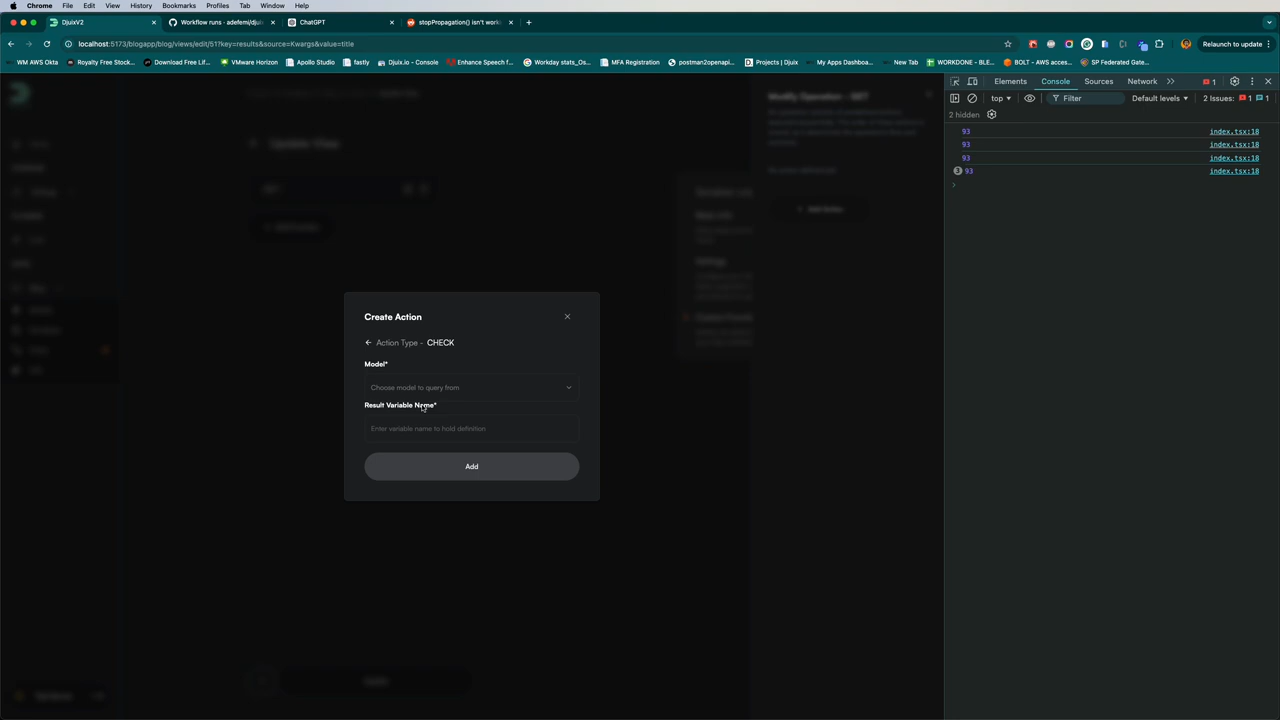 Chrome File Edit View History Bookmarks Profiles Tab Window Help
DjuixV2 Workflow runs - adefemi/djui ChatGPT stopPropagation() isn't work
localhost:5173/blogapp/blog/views/edit/51?key=results&source=Kwargs&value=title Relaunch to update
WM AWS Okta Royalty Free Stock... Download Free Lif... VMware Horizon Apollo Studio fastly Djuix.io - Console Enhance Speech f... Workday stats_Os... MFA Registration postman2openapi... Projects | Djuix My Apps Dashboa... New Tab WORKDONE - BLE... BOLT - AWS acces... SP Federated Gat...
Elements Console Sources Network 1
top Filter Default levels 2 Issues: 1 1
2 hidden
93 index.tsx:18
93 index.tsx:18
93 index.tsx:18
3 93 index.tsx:18
Update View
Create Action
Action Type - CHECK
Model*
Choose model to query from
Result Variable Name*
Enter variable name to hold definition
Add